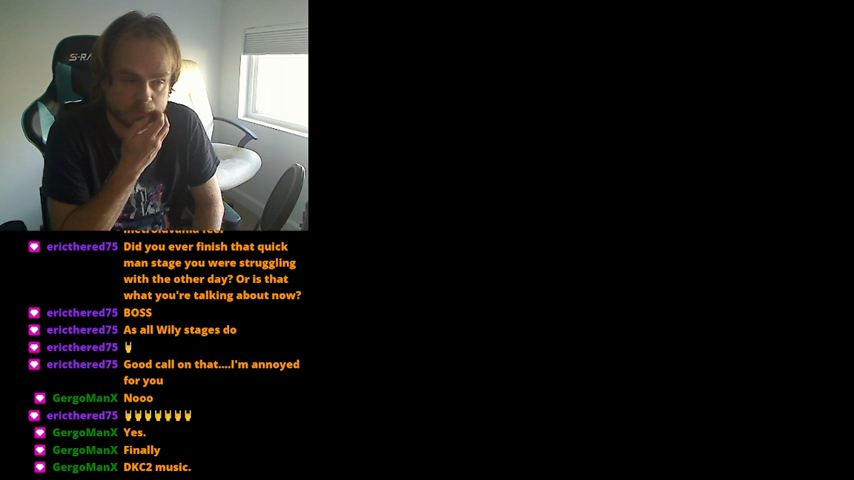 S-RA
ericthered75 Did you ever finish that quick
man stage you were struggling
with the other day? Or is that
what you're talking about now?
ericthered75 BOSS
ericthered75 As all Wily stages do
ericthered75 🤘
ericthered75 Good call on that....I'm annoyed
for you
GergoManX Nooo
ericthered75 🤘🤘🤘🤘🤘🤘🤘
GergoManX Yes.
GergoManX Finally
GergoManX DKC2 music.